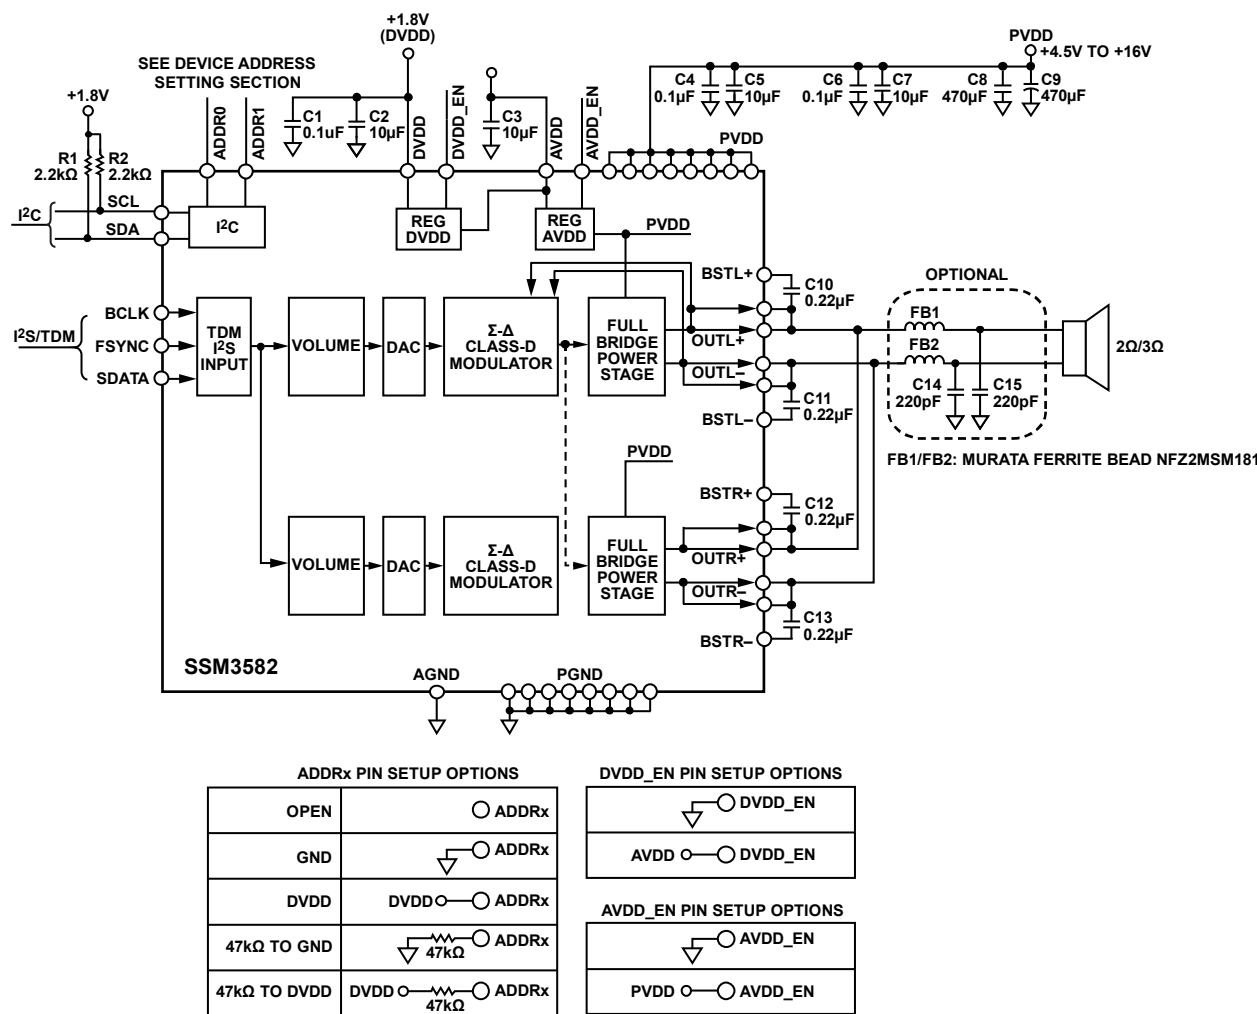 +1.8V
(DVDD)
PVDD
+4.5V TO +16V
SEE DEVICE ADDRESS
SETTING SECTION
+1.8V
R1
2.2kΩ
R2
2.2kΩ
ADDR0
ADDR1
C1
0.1uF
C2
10µF
DVDD
DVDD_EN
C3
10µF
AVDD
AVDD_EN
C4
0.1µF
C5
10µF
C6
0.1µF
C7
10µF
C8
470µF
C9
470µF
PVDD
I²C
SCL
SDA
I²C
REG
DVDD
REG
AVDD
PVDD
BSTL+
C10
0.22µF
OPTIONAL
I²S/TDM
BCLK
FSYNC
SDATA
TDM
I²S
INPUT
VOLUME
DAC
Σ-Δ
CLASS-D
MODULATOR
FULL
BRIDGE
POWER
STAGE
OUTL+
OUTL–
FB1
FB2
2Ω/3Ω
C11
0.22µF
C14
220pF
C15
220pF
BSTL–
FB1/FB2: MURATA FERRITE BEAD NFZ2MSM181
PVDD
BSTR+
C12
0.22µF
VOLUME
DAC
Σ-Δ
CLASS-D
MODULATOR
FULL
BRIDGE
POWER
STAGE
OUTR+
OUTR–
C13
0.22µF
BSTR–
SSM3582
AGND
PGND
ADDRx PIN SETUP OPTIONS
OPEN
ADDRx
GND
ADDRx
DVDD
DVDD
ADDRx
47kΩ TO GND
47kΩ
ADDRx
47kΩ TO DVDD
DVDD
47kΩ
ADDRx
DVDD_EN PIN SETUP OPTIONS
DVDD_EN
AVDD
DVDD_EN
AVDD_EN PIN SETUP OPTIONS
AVDD_EN
PVDD
AVDD_EN